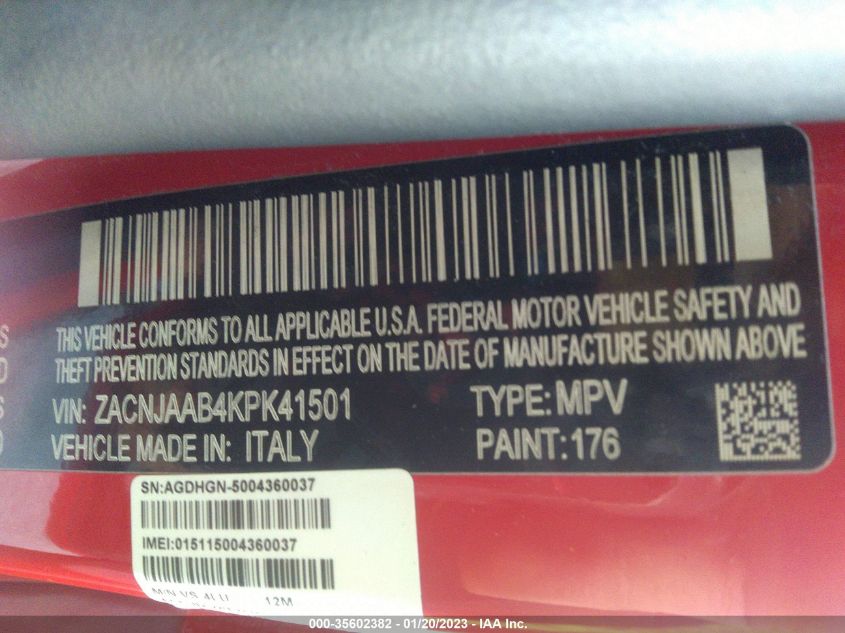 THIS VEHICLE CONFORMS TO ALL APPLICABLE U.S.A. FEDERAL MOTOR VEHICLE SAFETY AND
THEFT PREVENTION STANDARDS IN EFFECT ON THE DATE OF MANUFACTURE SHOWN ABOVE
VIN: ZACNJAAB4KPK41501 TYPE: MPV
VEHICLE MADE IN: ITALY PAINT: 176
SN:AGDHGN-5004360037
IMEI:015115004360037
12M
000-35602382 - 01/20/2023 - IAA Inc.